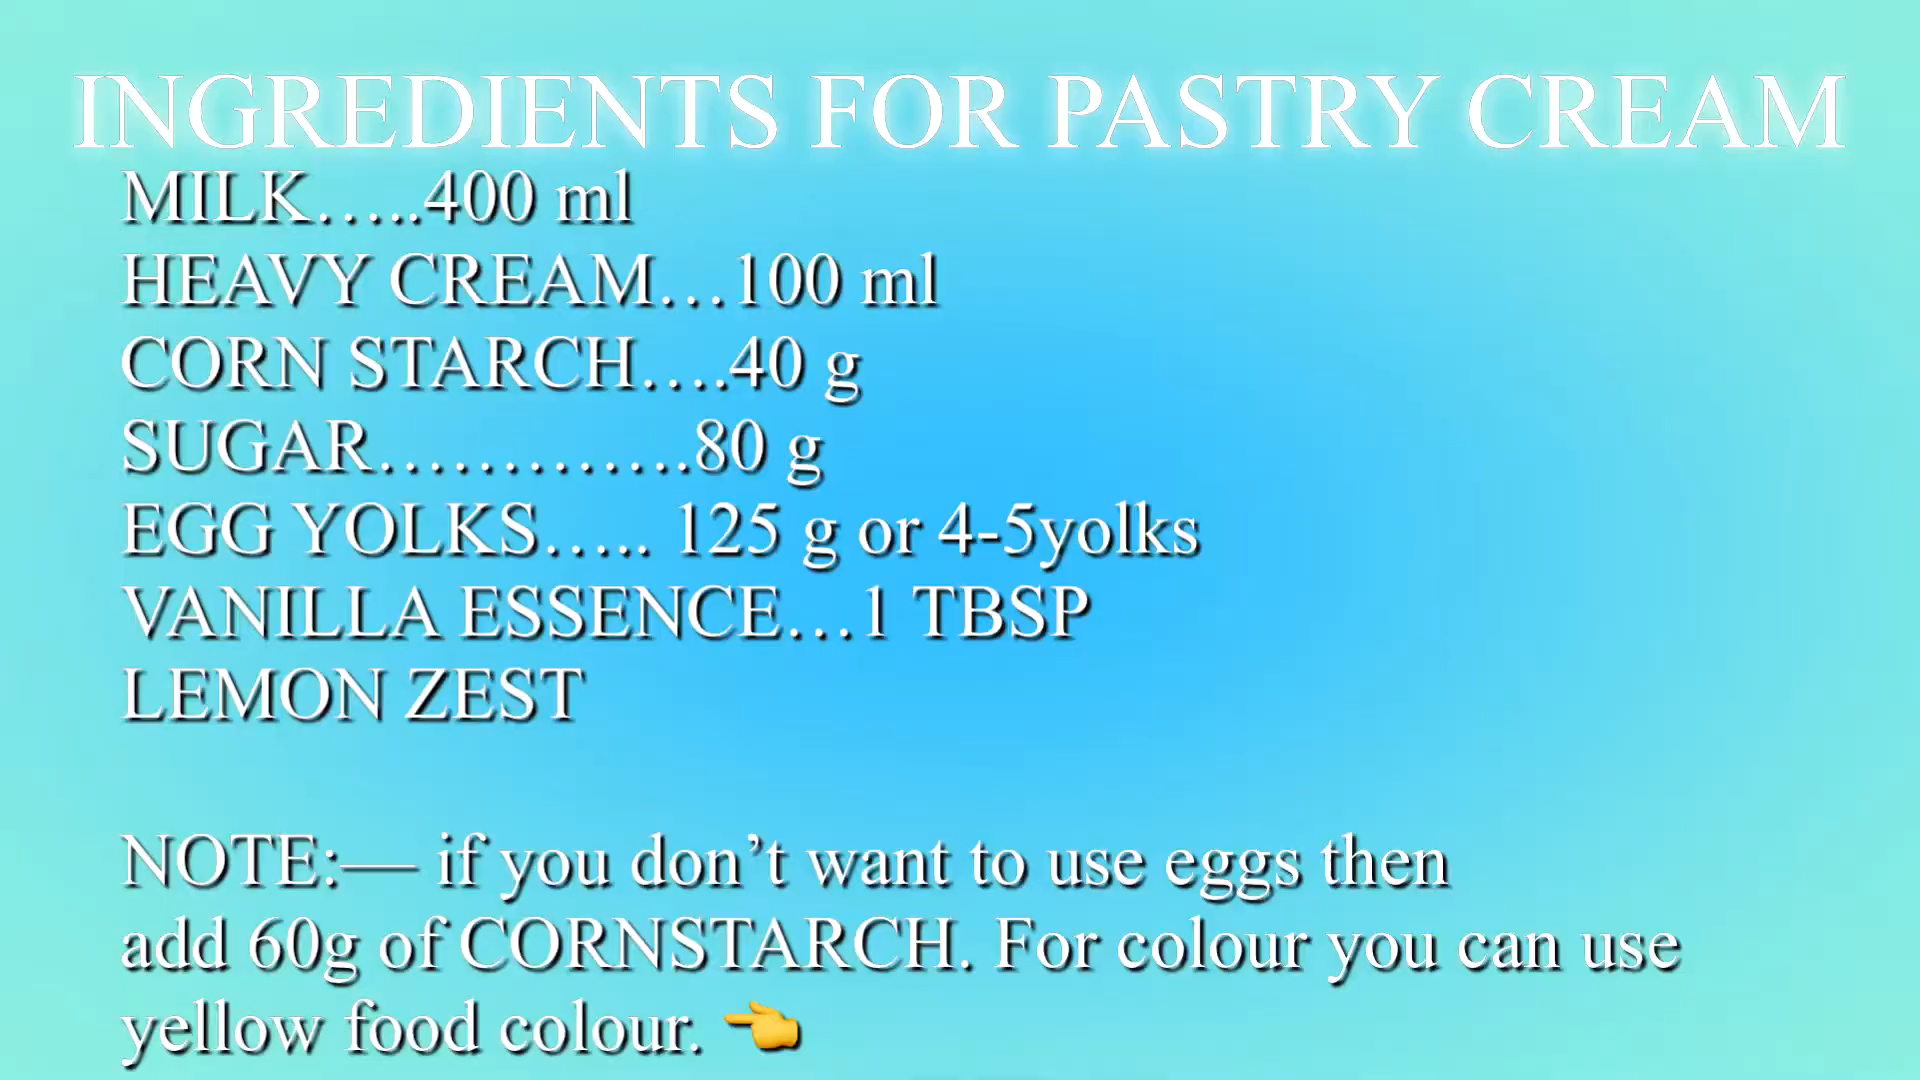 INGREDIENTS FOR PASTRY CREAM
MILK…..400 ml
HEAVY CREAM…100 ml
CORN STARCH….40 g
SUGAR………….80 g
EGG YOLKS….. 125 g or 4-5yolks
VANILLA ESSENCE…1 TBSP
LEMON ZEST
NOTE:— if you don’t want to use eggs then
add 60g of CORNSTARCH. For colour you can use
yellow food colour. 👈